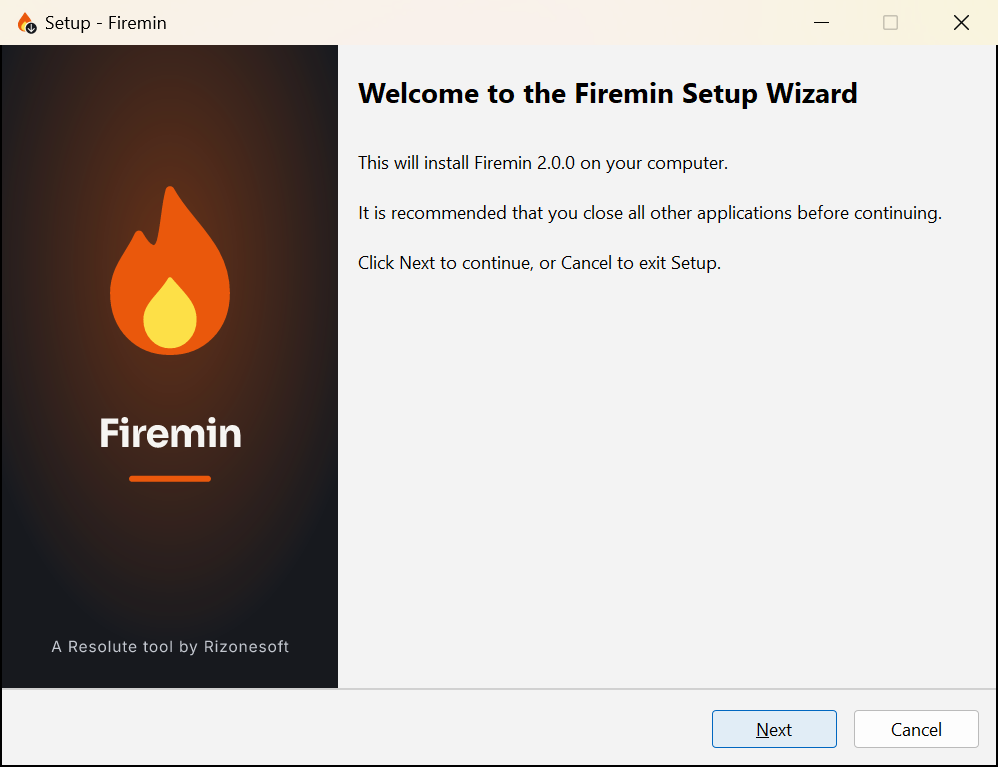 Setup - Firemin
Welcome to the Firemin Setup Wizard
This will install Firemin 2.0.0 on your computer.
It is recommended that you close all other applications before continuing.
Click Next to continue, or Cancel to exit Setup.
Firemin
A Resolute tool by Rizonesoft
Next
Cancel